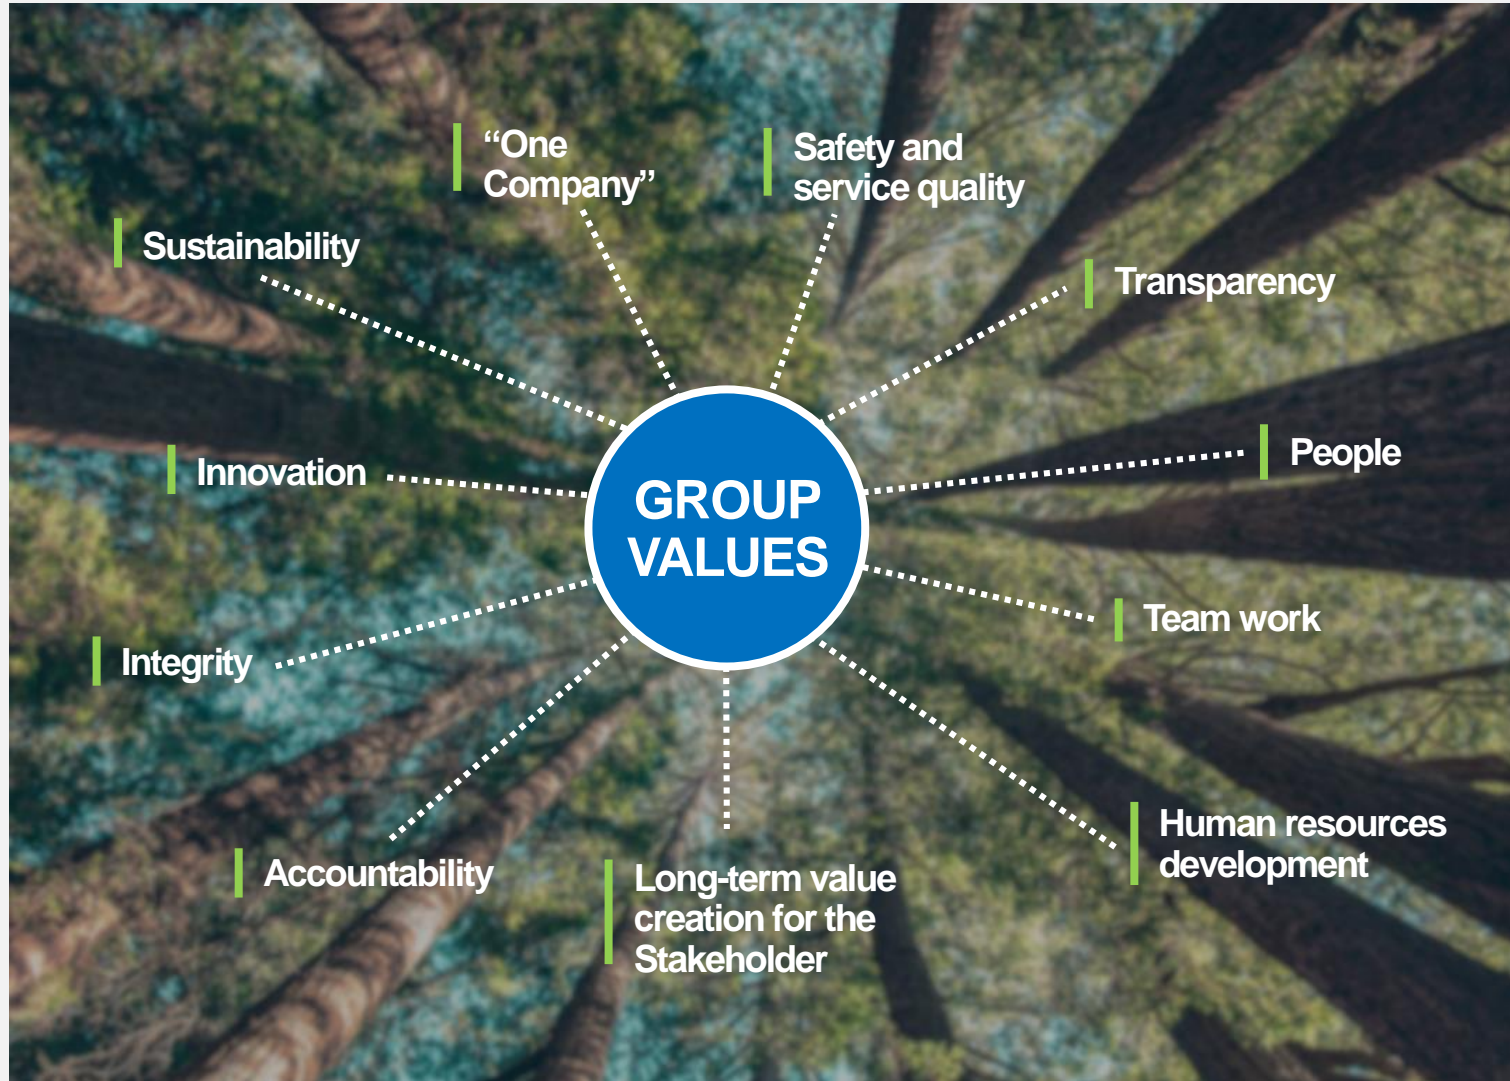 “One
Company”
Safety and
service quality
Sustainability
Transparency
People
Innovation
GROUP
VALUES
Team work
Integrity
Human resources
development
Accountability
Long-term value
creation for the
Stakeholder